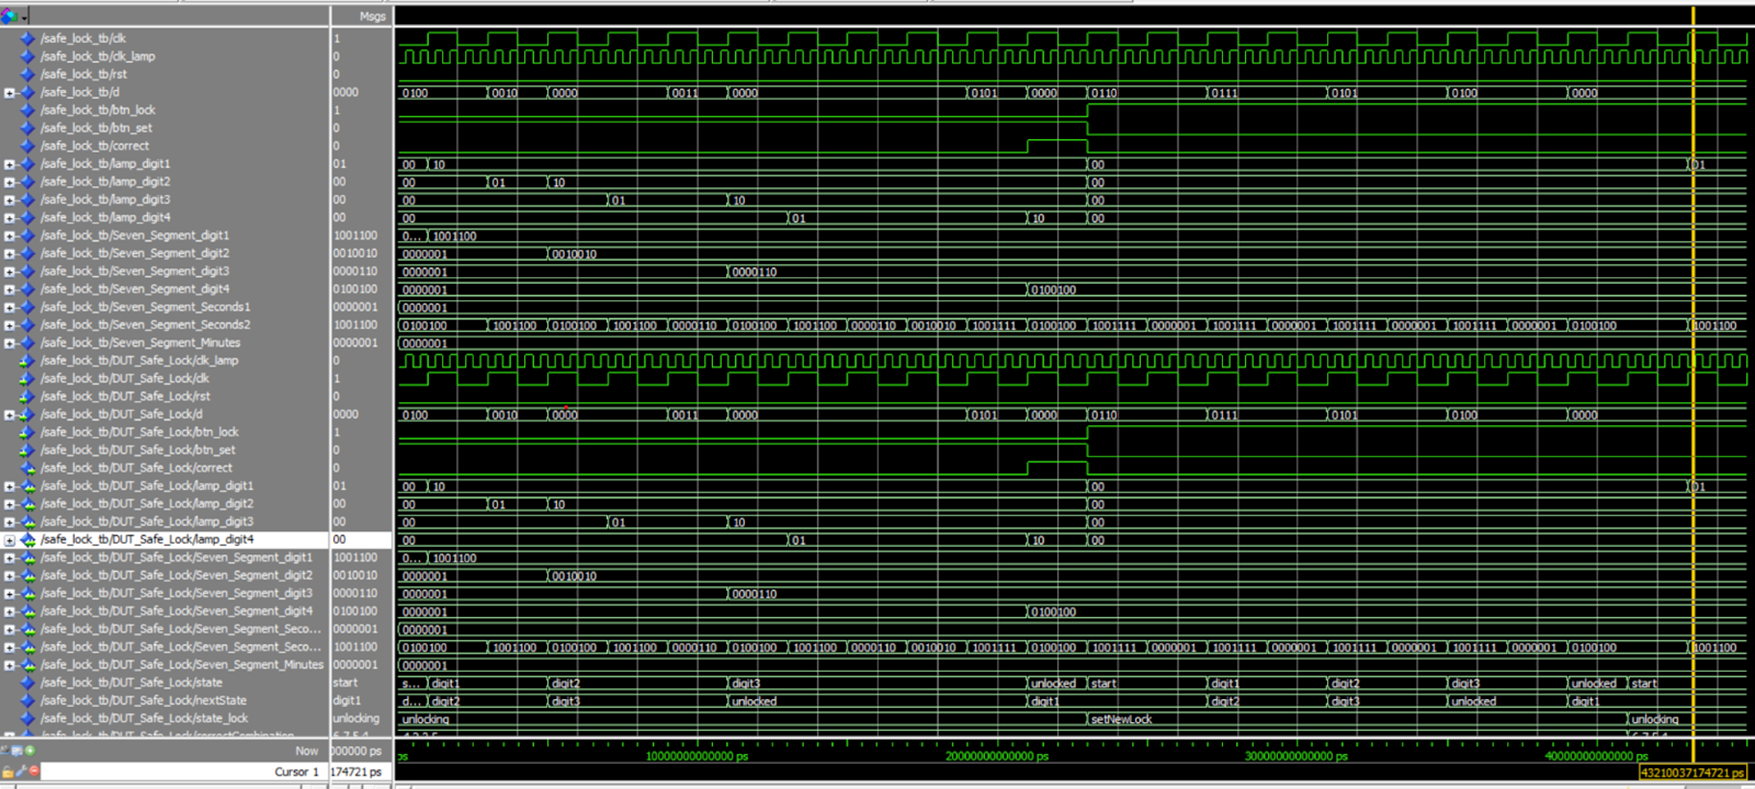 Msgs
/safe_lock_tb/clk 1
/safe_lock_tb/clk_lamp 0
/safe_lock_tb/rst 0
/safe_lock_tb/d 0000 0100 0010 0000 0011 0000 0101 0000 0110 0111 0101 0100 0000
/safe_lock_tb/btn_lock 1
/safe_lock_tb/btn_set 0
/safe_lock_tb/correct 0
/safe_lock_tb/lamp_digit1 01 00 10 00 01
/safe_lock_tb/lamp_digit2 00 00 01 10 00
/safe_lock_tb/lamp_digit3 00 00 01 10 00
/safe_lock_tb/lamp_digit4 00 00 01 10 00
/safe_lock_tb/Seven_Segment_digit1 1001100 0... 1001100
/safe_lock_tb/Seven_Segment_digit2 0010010 0000001 0010010
/safe_lock_tb/Seven_Segment_digit3 0000110 0000001 0000110
/safe_lock_tb/Seven_Segment_digit4 0100100 0000001 0100100
/safe_lock_tb/Seven_Segment_Seconds1 0000001 0000001
/safe_lock_tb/Seven_Segment_Seconds2 1001100 0100100 1001100 0100100 1001100 0000110 0100100 1001100 0000110 0010010 1001111 0100100 1001111 0000001 1001111 0000001 1001111 0000001 1001111 0000001 0100100 1001100
/safe_lock_tb/Seven_Segment_Minutes 0000001 0000001
/safe_lock_tb/DUT_Safe_Lock/clk_lamp 0
/safe_lock_tb/DUT_Safe_Lock/clk 1
/safe_lock_tb/DUT_Safe_Lock/rst 0
/safe_lock_tb/DUT_Safe_Lock/d 0000 0100 0010 0000 0011 0000 0101 0000 0110 0111 0101 0100 0000
/safe_lock_tb/DUT_Safe_Lock/btn_lock 1
/safe_lock_tb/DUT_Safe_Lock/btn_set 0
/safe_lock_tb/DUT_Safe_Lock/correct 0
/safe_lock_tb/DUT_Safe_Lock/lamp_digit1 01 00 10 00 01
/safe_lock_tb/DUT_Safe_Lock/lamp_digit2 00 00 01 10 00
/safe_lock_tb/DUT_Safe_Lock/lamp_digit3 00 00 01 10
/safe_lock_tb/DUT_Safe_Lock/lamp_digit4 00 00 01 10 00
/safe_lock_tb/DUT_Safe_Lock/Seven_Segment_digit1 1001100 0... 1001100
/safe_lock_tb/DUT_Safe_Lock/Seven_Segment_digit2 0010010 0000001 0010010
/safe_lock_tb/DUT_Safe_Lock/Seven_Segment_digit3 0000110 0000001 0000110
/safe_lock_tb/DUT_Safe_Lock/Seven_Segment_digit4 0100100 0000001 0100100
/safe_lock_tb/DUT_Safe_Lock/Seven_Segment_Seco... 0000001 0000001
/safe_lock_tb/DUT_Safe_Lock/Seven_Segment_Seco... 1001100 0100100 1001100 0100100 1001100 0000110 0100100 1001100 0000110 0010010 1001111 0100100 1001111 0000001 1001111 0000001 1001111 0000001 1001111 0000001 0100100 1001100
/safe_lock_tb/DUT_Safe_Lock/Seven_Segment_Minutes 0000001 0000001
/safe_lock_tb/DUT_Safe_Lock/state start s... digit1 digit2 digit3 unlocked start digit1 digit2 digit3 unlocked start
/safe_lock_tb/DUT_Safe_Lock/nextState digit1 d... digit2 digit3 unlocked digit1 digit2 digit3 unlocked digit1
/safe_lock_tb/DUT_Safe_Lock/state_lock unlocking unlocking setNewLock unlocking
Now 000000 ps ps 10000000000000 ps 20000000000000 ps 30000000000000 ps 40000000000000 ps
Cursor 1 174721 ps 43210037174721 ps